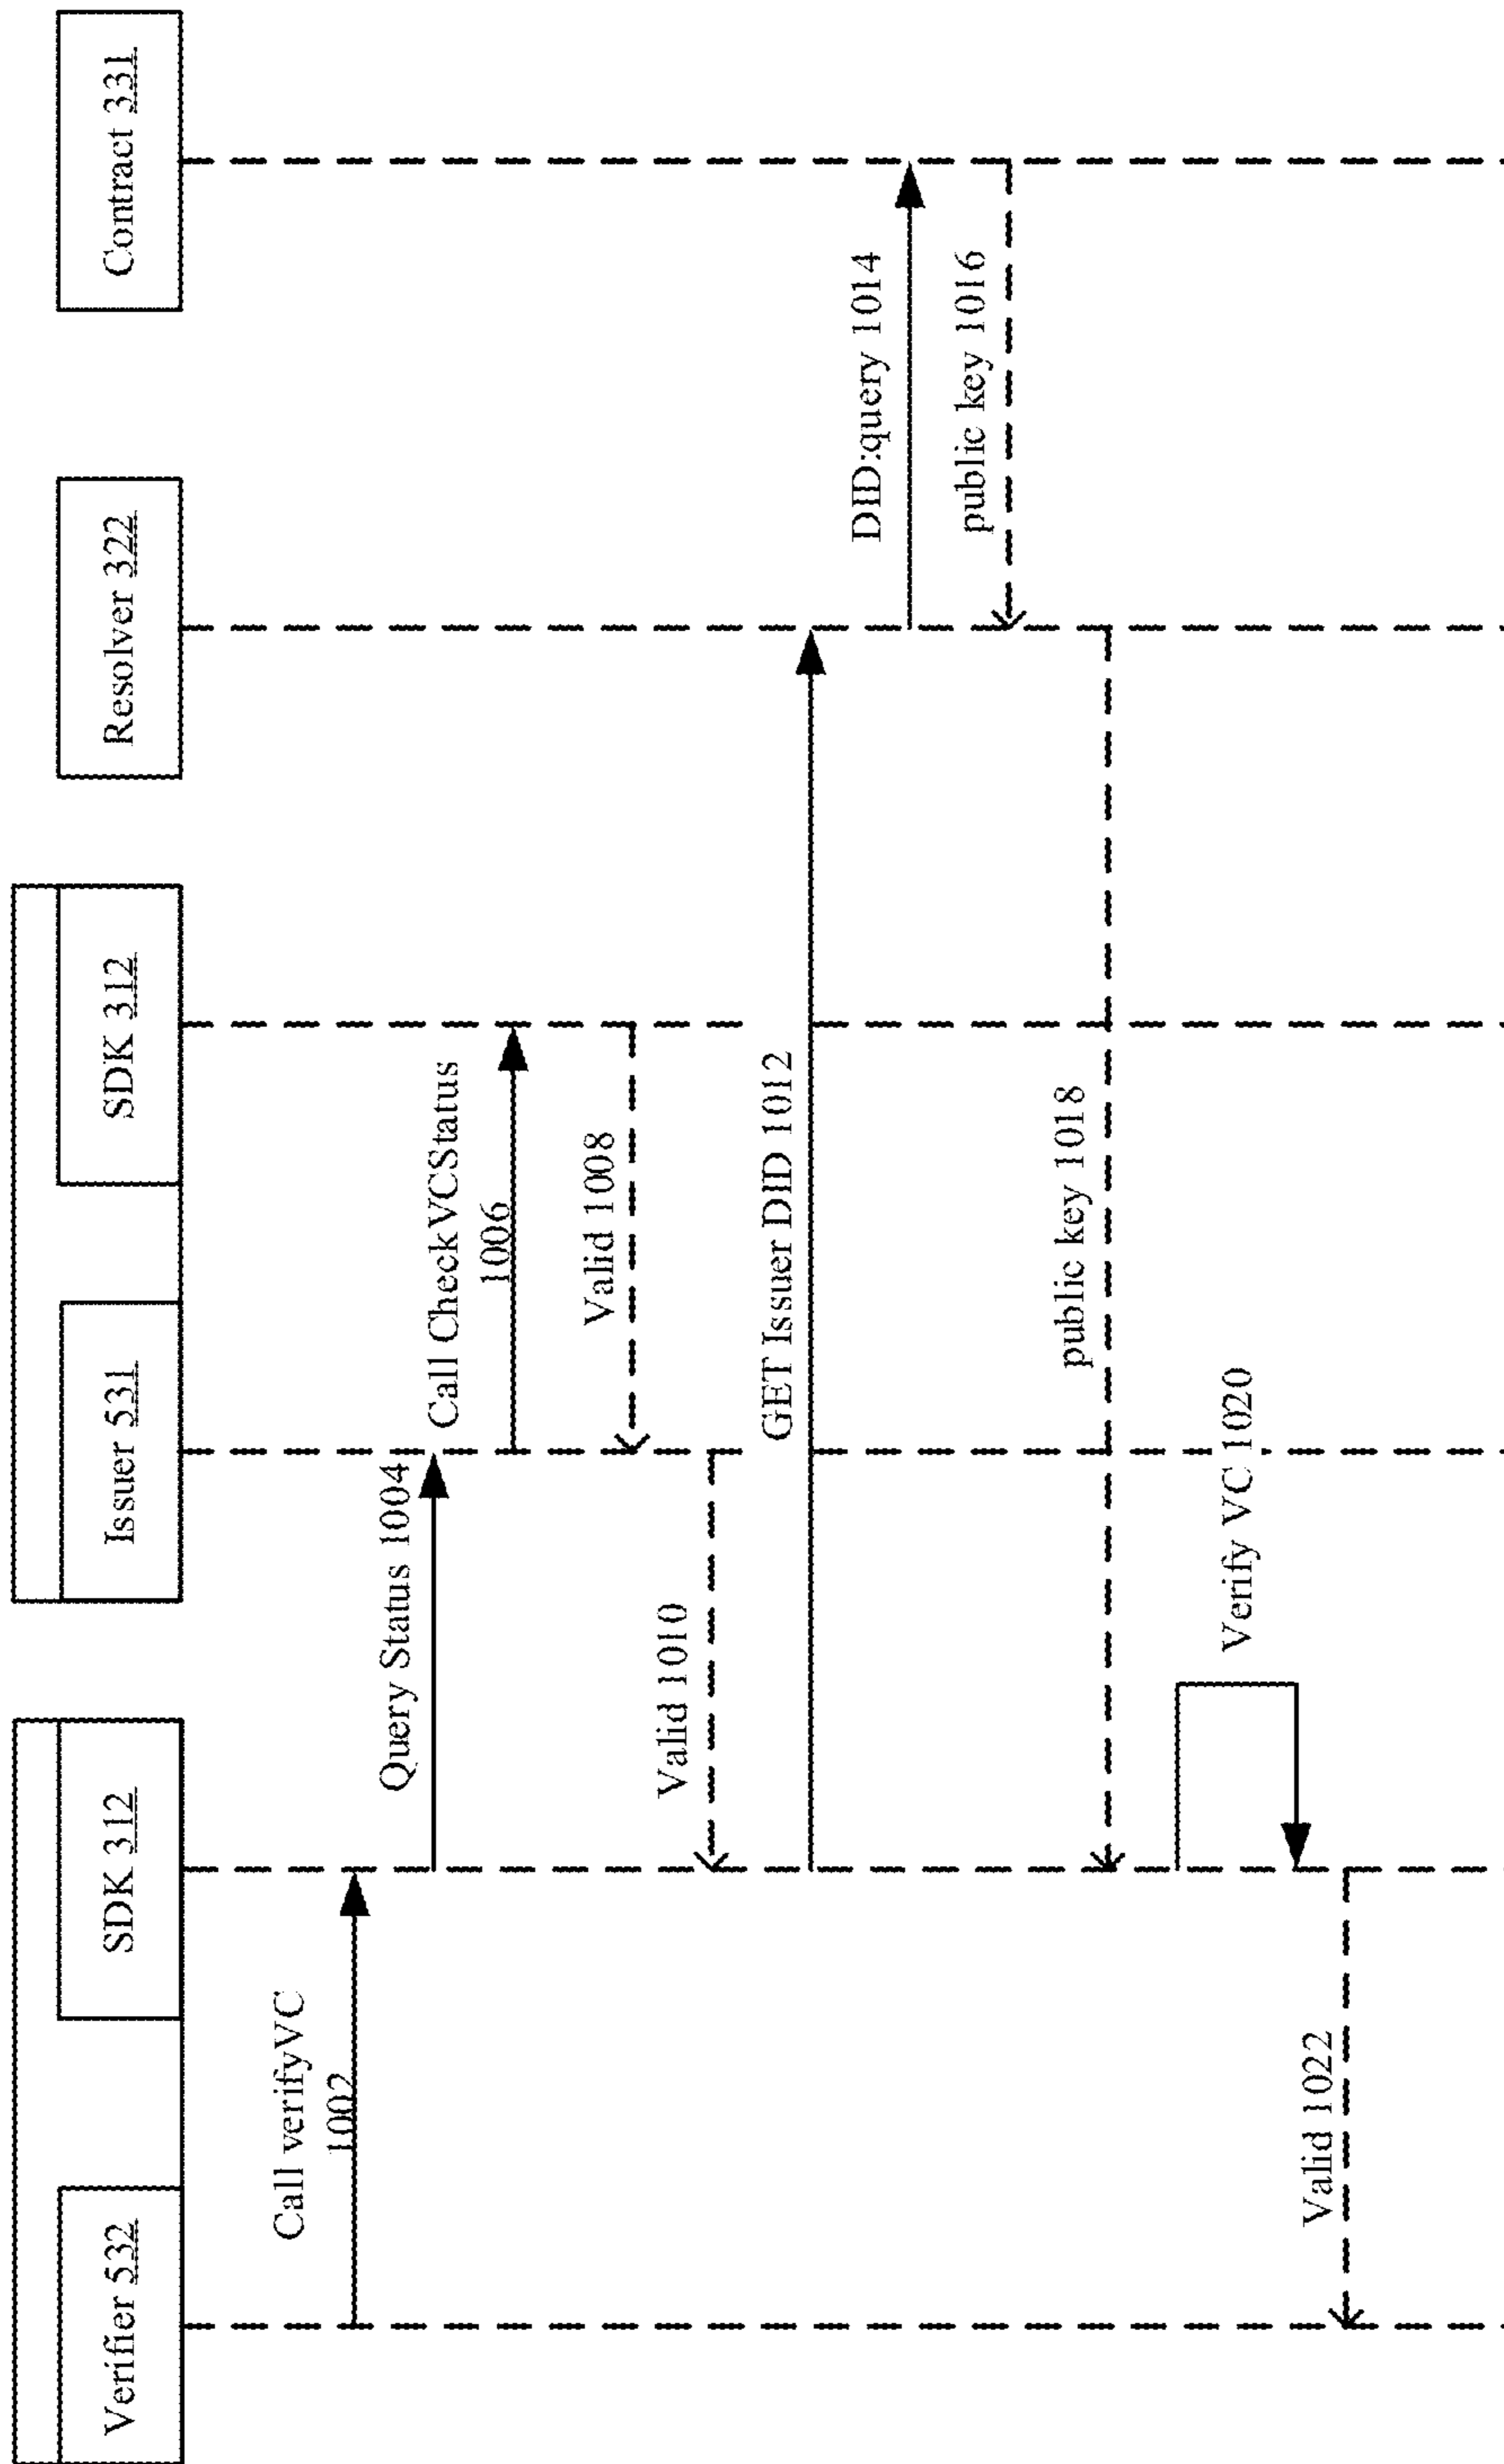 Verifier 532
SDK 312
Issuer 531
SDK 312
Resolver 322
Contract 331
Call verifyVC
1002
Query Status 1004
Call CheckVCStatus
1006
Valid 1008
Valid 1010
GET Issuer DID 1012
DID:query 1014
public key 1016
public key 1018
Verify VC 1020
Valid 1022